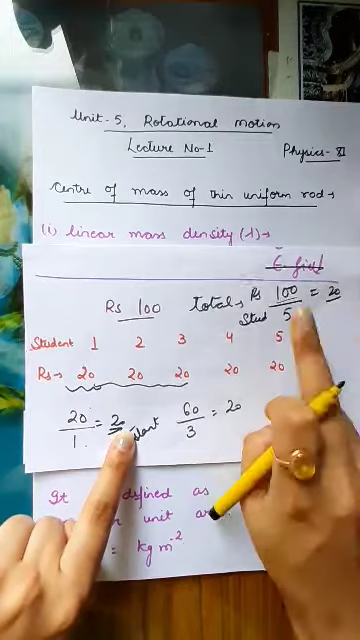 Unit-5. Rotational Motion
Lecture No-1
Physics-XI
Centre of mass of thin uniform rod→
(i) linear mass density (λ)→
Rs 100 Total→ Rs 100 = 20
Stud 5
Student 1 2 3 4 5
Rs→ 20 20 20 20 20
20 = 20 60 = 20
1. 3
It defined as
unit
= kg m⁻²